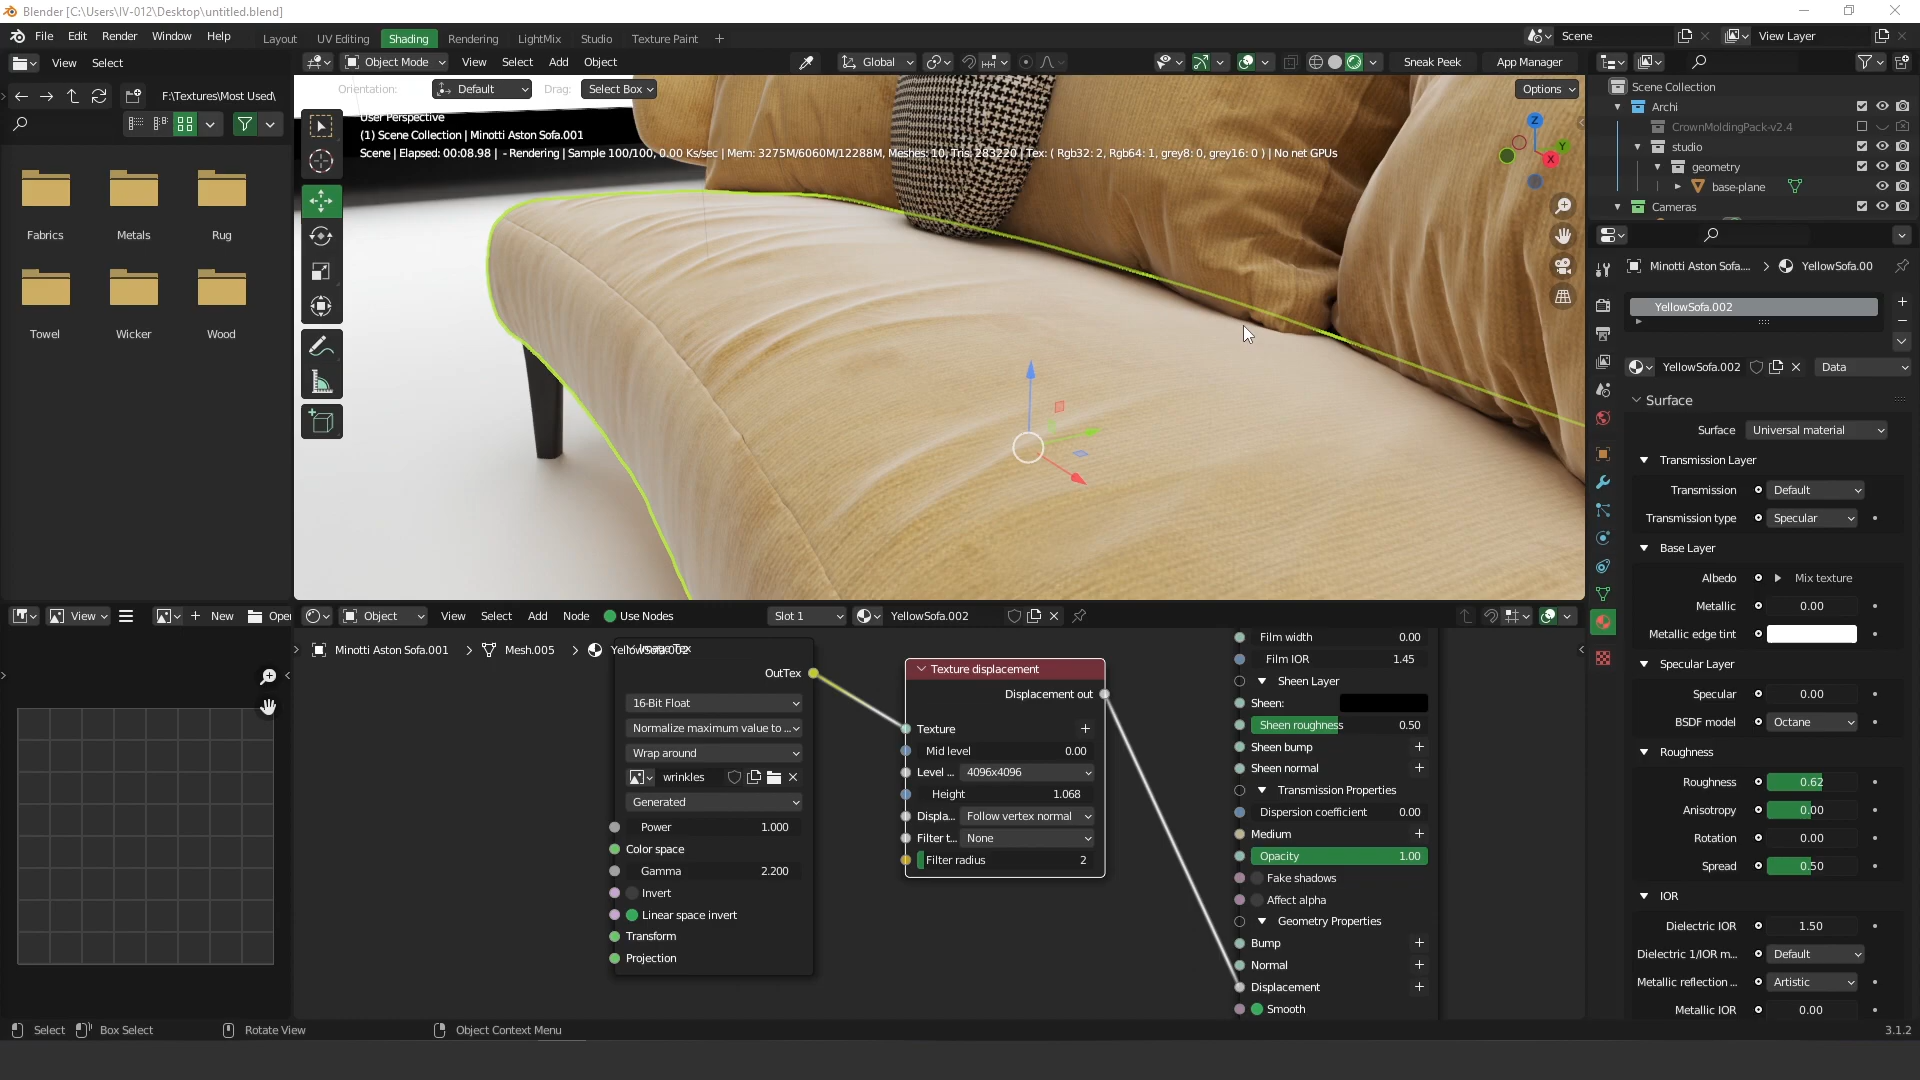 Blender [C:\Users\IV-012\Desktop\untitled.blend]
File Edit Render Window Help Layout UV Editing Shading Rendering LightMix Studio Texture Paint + Scene View Layer
View Select Object Mode View Select Add Object Global Sneak Peek App Manager
F:\Textures\Most Used\ Orientation: Default Drag: Select Box Options
Fabrics Metals Rug
Towel Wicker Wood
User Perspective
(1) Scene Collection | Minotti Aston Sofa.001
Scene | Elapsed: 00:08.98 | - Rendering | Sample 100/100, 0.00 Ks/sec | Mem: 3275M/6060M/12288M, Meshes: 10, Tris: 283220 | Tex: ( Rgb32: 2, Rgb64: 1, grey8: 0, grey16: 0 ) | No net GPUs
Z
Y
X
Scene Collection
Archi
CrownMoldingPack-v2.4
studio
geometry
base-plane
Cameras
Minotti Aston Sofa.... > YellowSofa.00
YellowSofa.002
YellowSofa.002 Data
Surface
Surface Universal material
Transmission Layer
Transmission Default
Transmission type Specular
Base Layer
Albedo Mix texture
Metallic 0.00
Metallic edge tint
Specular Layer
Specular 0.00
BSDF model Octane
Roughness
Roughness 0.62
Anisotropy 0.00
Rotation 0.00
Spread 0.50
IOR
Dielectric IOR 1.50
Dielectric 1/IOR m... Default
Metallic reflection ... Artistic
Metallic IOR 0.00
View New Open
Object View Select Add Node Use Nodes Slot 1 YellowSofa.002
Minotti Aston Sofa.001 > Mesh.005 > YellowSofa.002
OutTex
16-Bit Float
Normalize maximum value to ...
Wrap around
wrinkles
Generated
Power 1.000
Color space
Gamma 2.200
Invert
Linear space invert
Transform
Projection
Texture displacement
Displacement out
Texture
Mid level 0.00
Level ... 4096x4096
Height 1.068
Displa... Follow vertex normal
Filter t... None
Filter radius 2
Film width 0.00
Film IOR 1.45
Sheen Layer
Sheen:
Sheen roughness 0.50
Sheen bump
Sheen normal
Transmission Properties
Dispersion coefficient 0.00
Medium
Opacity 1.00
Fake shadows
Affect alpha
Geometry Properties
Bump
Normal
Displacement
Smooth
Select Box Select Rotate View Object Context Menu 3.1.2